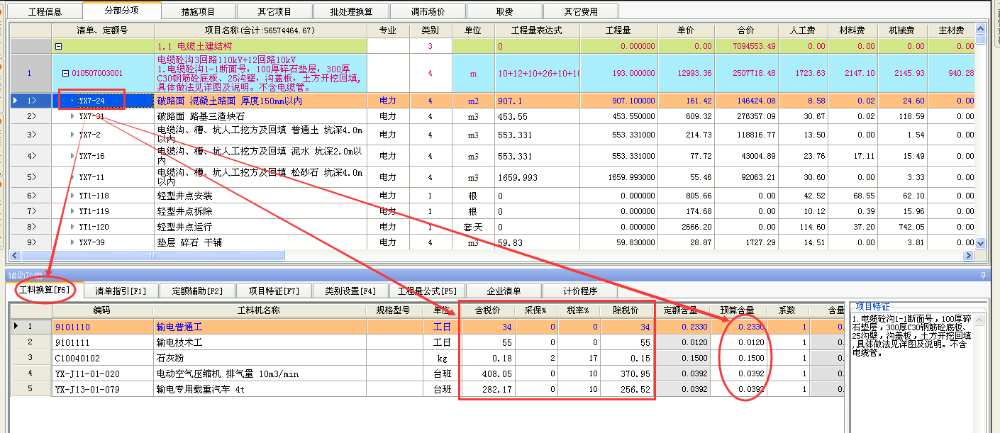 工程信息 分部分项 措施项目 其它项目 批处理换算 调市场价 取费 其它费用
清单、定额号 项目名称(合计:56574464.67) 专业 类别 单位 工程量表达式 工程量 单价 合价 人工费 材料费 机械费 主材费
1.1 电缆土建结构 3 0 0.000000 0.00 7094553.49 0.00 0.00 0.00 0.00
电缆砼沟3回路110kV+12回路10kV
1.电缆砼沟1-1断面号，100厚碎石垫层，300厚
1 010507003001 C30钢筋砼底板、25沟壁，沟盖板，土方开挖回填, 4 m 10+12+10+26+10+10 193.000000 12993.36 2507718.48 1723.63 2147.10 2145.93 940.28
具体做法见详图及说明。不含电缆管。
1> YX7-24 破路面 混凝土路面 厚度150mm以内 电力 4 m2 907.1 907.100000 161.42 146424.08 8.58 0.02 24.60 0.00
2> YX7-31 破路面 路基三渣块石 电力 4 m3 453.55 453.550000 609.32 276357.09 30.67 0.02 118.59 0.00
3> YX7-2 电缆沟、槽、坑人工挖方及回填 普通土 坑深4.0m 电力 4 m3 553.331 553.331000 214.73 118816.77 13.50 0.00 1.54 0.00
以内
4> YX7-16 电缆沟、槽、坑人工挖方及回填 泥水 坑深2.0m以 电力 4 m3 553.331 553.331000 77.72 43004.89 23.76 17.11 15.49 0.00
内
5> YX7-11 电缆沟、槽、坑人工挖方及回填 松砂石 坑深4.0m 电力 4 m3 1659.993 1659.993000 55.46 92063.21 30.60 0.00 3.33 0.00
以内
6> YT1-118 轻型井点安装 电力 1 根 0 0.000000 805.66 0.00 42.52 68.55 62.10 0.00
7> YT1-119 轻型井点拆除 电力 1 根 0 0.000000 174.68 0.00 10.12 0.39 15.96 0.00
8> YT1-120 轻型井点运行 电力 1 套·天 0 0.000000 2666.20 0.00 114.60 37.20 742.05 0.00
9> YX7-39 垫层 碎石 干铺 电力 4 m3 59.83 59.830000 28.87 1727.29 14.51 0.00 3.81 0.00
辅助功能
工料换算[F6] 清单指引[F1] 定额辅助[F2] 项目特征[F7] 类别设置[F4] 工程量公式[F5] 企业清单 计价程序
编码 工料机名称 规格型号 单位 含税价 采保% 税率% 除税价 定额含量 预算含量 系数 含量
1 9101110 输电普通工 工日 34 0 0 34 0.2330 0.2330 1 0.
2 9101111 输电技术工 工日 55 0 0 55 0.0120 0.0120 1 0.
3 C10040102 石灰粉 kg 0.18 2 17 0.15 0.1500 0.1500 1 0.
4 YX-J11-01-020 电动空气压缩机 排气量 10m3/min 台班 408.05 0 10 370.95 0.0392 0.0392 1 0.
5 YX-J13-01-079 输电专用载重汽车 4t 台班 282.17 0 10 256.52 0.0392 0.0392 1 0.
项目特征
1.电缆砼沟1-1断面号，100厚碎
石垫层，300厚C30钢筋砼底板、
25沟壁，沟盖板，土方开挖回填
,具体做法见详图及说明。不含
电缆管。